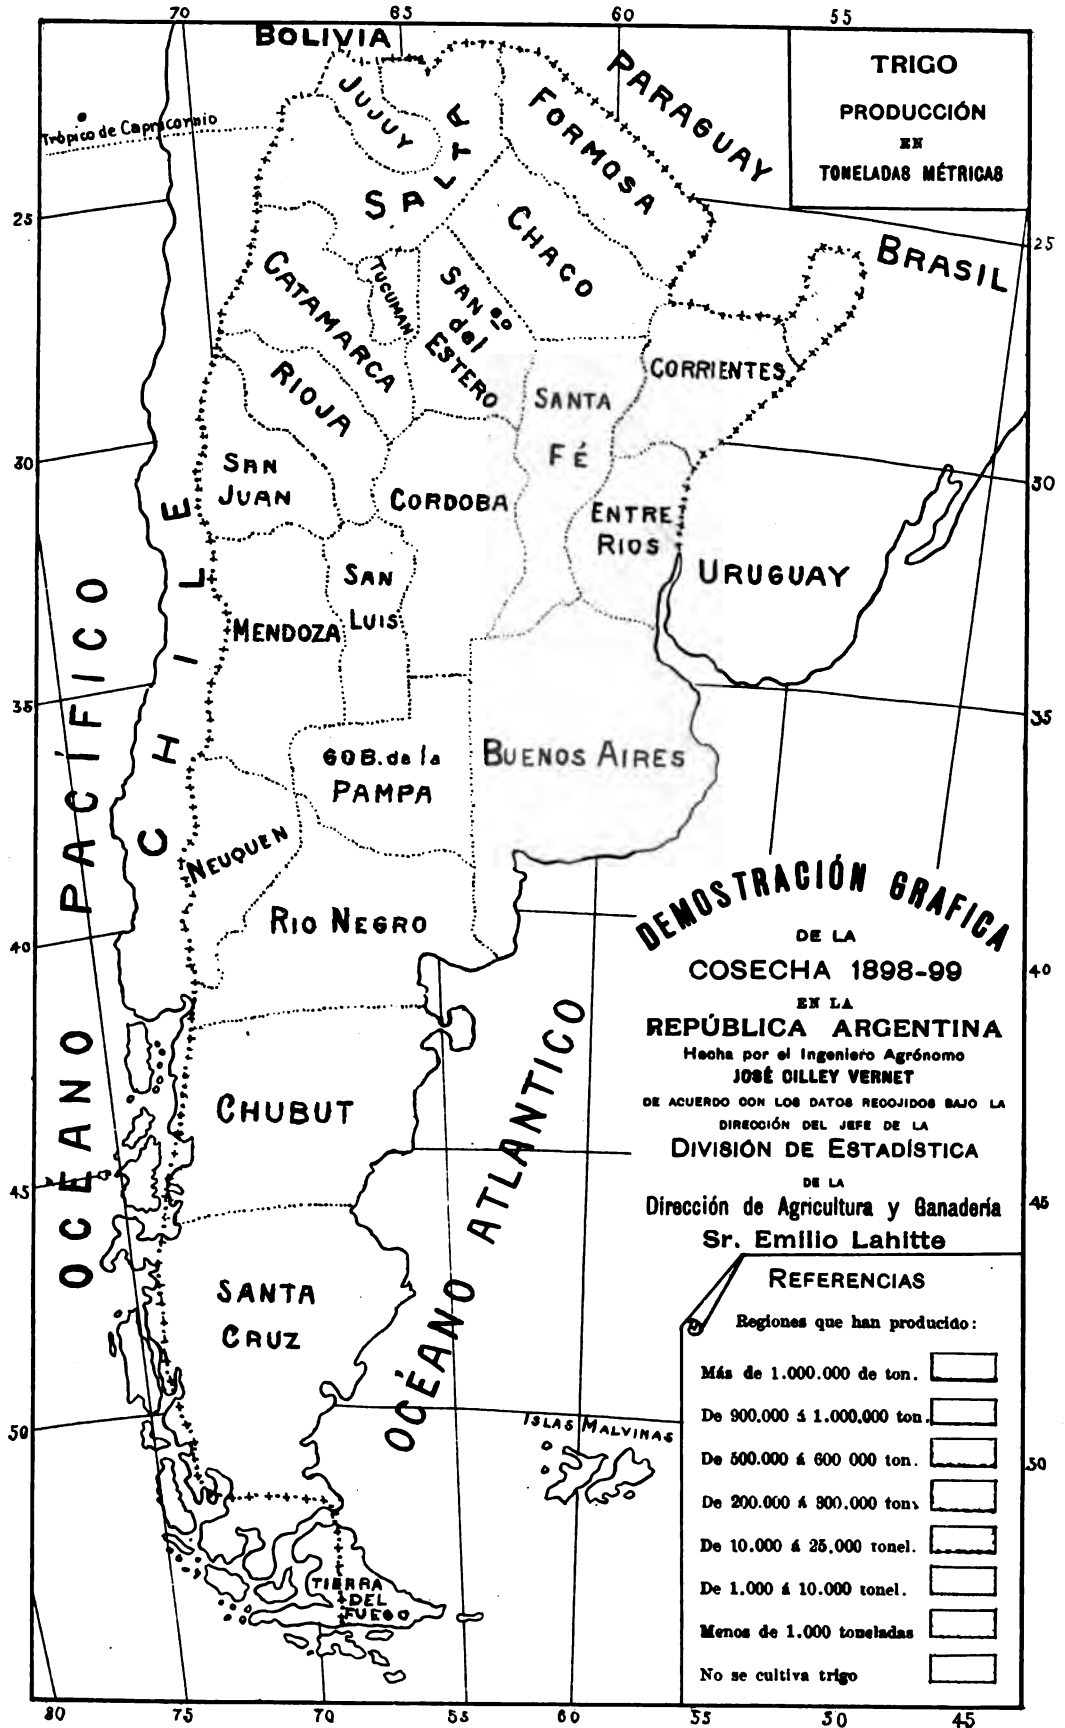 70 65 60 55
BOLIVIA
PARAGUAY
TRIGO
PRODUCCIÓN
EN
TONELADAS MÉTRICAS
Trópico de Capricornio
JUJUY
SALTA
FORMOSA
CHACO
25
25
BRASIL
CATAMARCA
TUCUMAN
SANgo
del
ESTERO
RIOJA
CORRIENTES
SANTA
FÉ
30
30
SAN
JUAN
CORDOBA
ENTRE
RIOS
SAN
LUIS
URUGUAY
MENDOZA
CHILE
OCÉANO PACÍFICO
35
35
GOB. de la
PAMPA
BUENOS AIRES
NEUQUEN
RIO NEGRO
40
40
DEMOSTRACIÓN GRAFICA
DE LA
COSECHA 1898-99
EN LA
REPÚBLICA ARGENTINA
Hecha por el Ingeniero Agrónomo
JOSÉ CILLEY VERNET
DE ACUERDO CON LOS DATOS RECOJIDOS BAJO LA
DIRECCIÓN DEL JEFE DE LA
DIVISIÓN DE ESTADÍSTICA
DE LA
Dirección de Agricultura y Ganadería
Sr. Emilio Lahitte
CHUBUT
OCÉANO ATLANTICO
45
45
SANTA
CRUZ
50
50
ISLAS MALVINAS
TIERRA
DEL
FUEGO
REFERENCIAS
Regiones que han producido:
Más de 1.000.000 de ton.
De 900.000 á 1.000.000 ton.
De 500.000 á 600 000 ton.
De 200.000 á 300.000 ton.
De 10.000 á 25.000 tonel.
De 1.000 á 10.000 tonel.
Menos de 1.000 toneladas
No se cultiva trigo
80 75 70 55 60 55 50 45